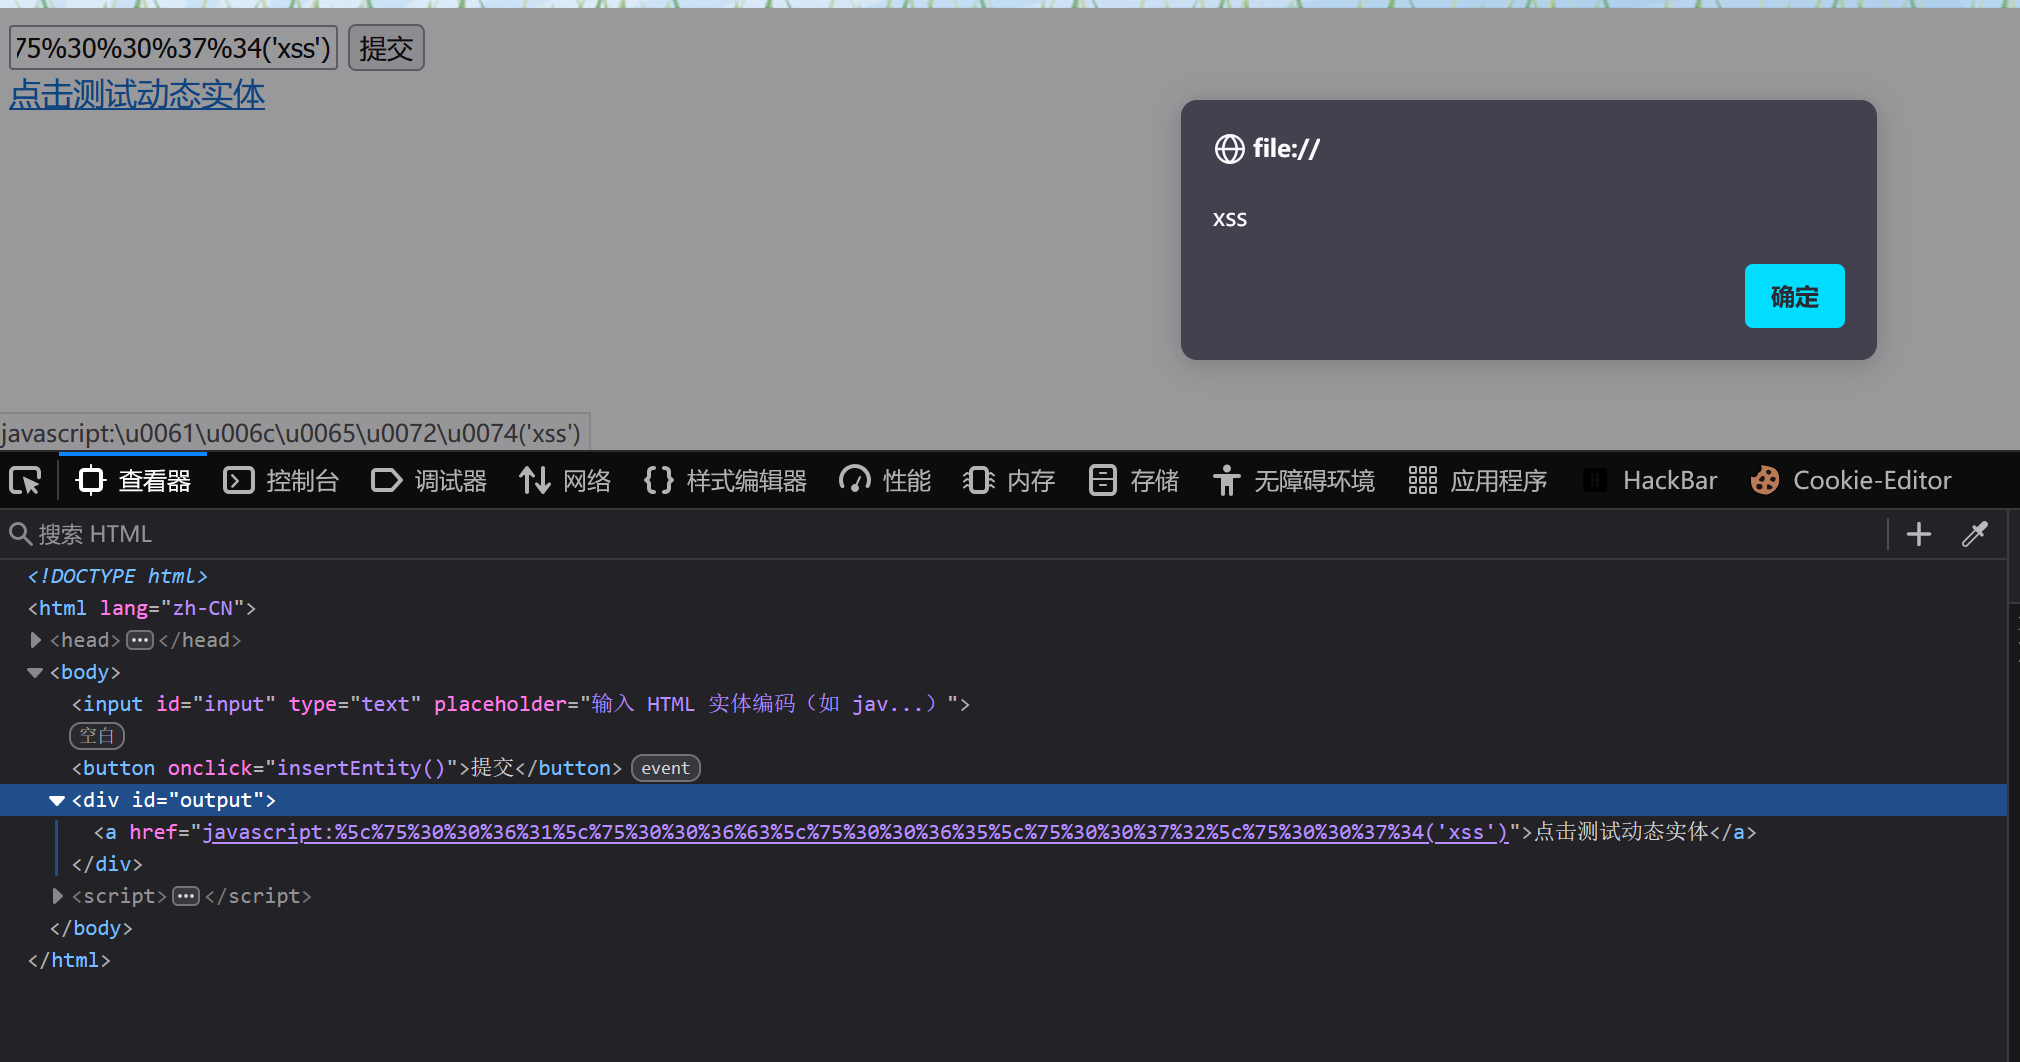 75%30%30%37%34('xss') 提交
点击测试动态实体
file://
xss
确定
javascript:\u0061\u006c\u0065\u0072\u0074('xss')
查看器 控制台 调试器 网络 样式编辑器 性能 内存 存储 无障碍环境 应用程序 HackBar Cookie-Editor
搜索 HTML
<!DOCTYPE html>
<html lang="zh-CN">
<head>···</head>
<body>
<input id="input" type="text" placeholder="输入 HTML 实体编码（如 jav...）">
空白
<button onclick="insertEntity()">提交</button> event
<div id="output">
<a href="javascript:%5c%75%30%30%36%31%5c%75%30%30%36%63%5c%75%30%30%36%35%5c%75%30%30%37%32%5c%75%30%30%37%34('xss')">点击测试动态实体</a>
</div>
<script>···</script>
</body>
</html>